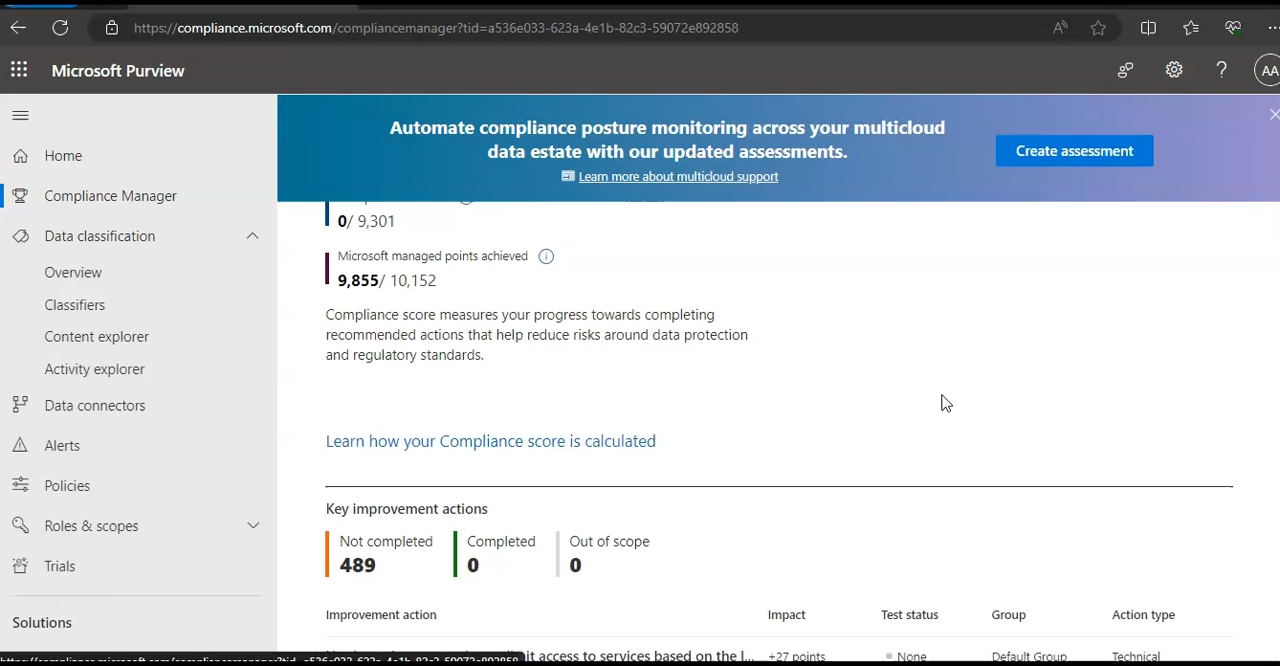 https://compliance.microsoft.com/compliancemanager?tid=a536e033-623a-4e1b-82c3-59072e892858
Microsoft Purview
AA
Home
Compliance Manager
Data classification
Overview
Classifiers
Content explorer
Activity explorer
Data connectors
Alerts
Policies
Roles & scopes
Trials
Solutions
Automate compliance posture monitoring across your multicloud
data estate with our updated assessments.
Learn more about multicloud support
Create assessment
0/ 9,301
Microsoft managed points achieved
9,855/ 10,152
Compliance score measures your progress towards completing
recommended actions that help reduce risks around data protection
and regulatory standards.
Learn how your Compliance score is calculated
Key improvement actions
Not completed Completed Out of scope
489 0 0
Improvement action Impact Test status Group Action type
it access to services based on the l... +27 points None Default Group Technical